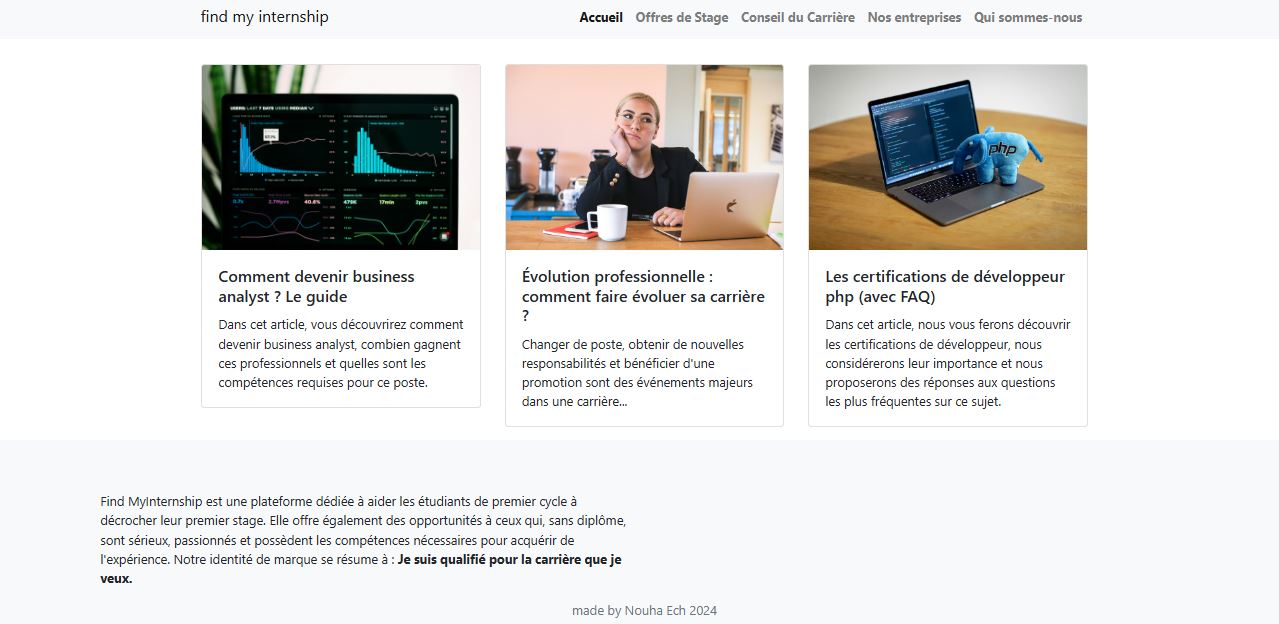 find my internship
Accueil Offres de Stage Conseil du Carrière Nos entreprises Qui sommes-nous
php
Comment devenir business
analyst ? Le guide
Dans cet article, vous découvrirez comment
devenir business analyst, combien gagnent
ces professionnels et quelles sont les
compétences requises pour ce poste.
Évolution professionnelle :
comment faire évoluer sa carrière
?
Changer de poste, obtenir de nouvelles
responsabilités et bénéficier d'une
promotion sont des événements majeurs
dans une carrière...
Les certifications de développeur
php (avec FAQ)
Dans cet article, nous vous ferons découvrir
les certifications de développeur, nous
considérerons leur importance et nous
proposerons des réponses aux questions
les plus fréquentes sur ce sujet.
Find MyInternship est une plateforme dédiée à aider les étudiants de premier cycle à
décrocher leur premier stage. Elle offre également des opportunités à ceux qui, sans diplôme,
sont sérieux, passionnés et possèdent les compétences nécessaires pour acquérir de
l'expérience. Notre identité de marque se résume à : Je suis qualifié pour la carrière que je
veux.
made by Nouha Ech 2024